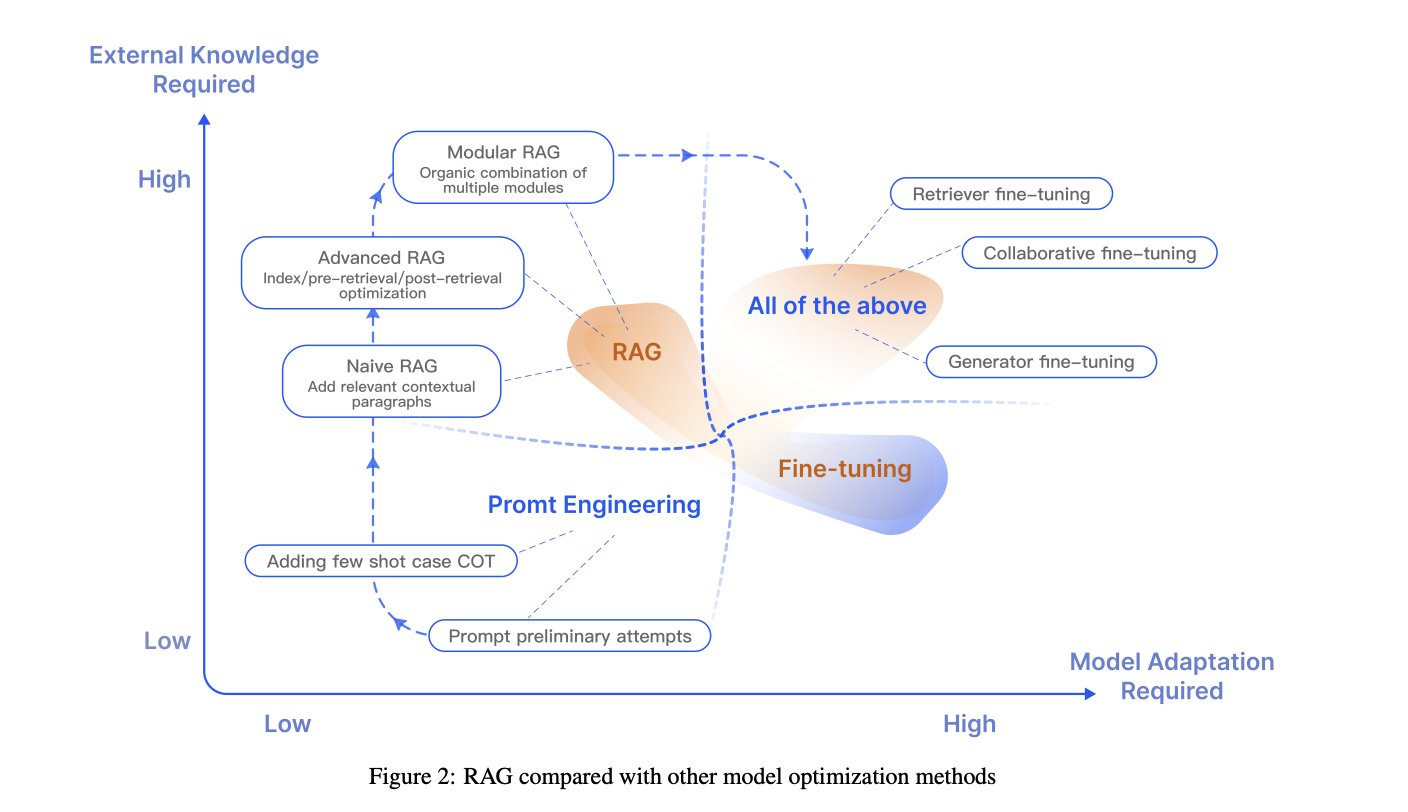 External Knowledge
Required
High
Modular RAG
Organic combination of
multiple modules
Retriever fine–tuning
Collaborative fine–tuning
Advanced RAG
Index/pre-retrieval/post-retrieval
optimization
All of the above
RAG
Naive RAG
Add relevant contextual
paragraphs
Generator fine–tuning
Fine-tuning
Promt Engineering
Adding few shot case COT
Prompt preliminary attempts
Low
Model Adaptation
Required
Low
High
Figure 2: RAG compared with other model optimization methods